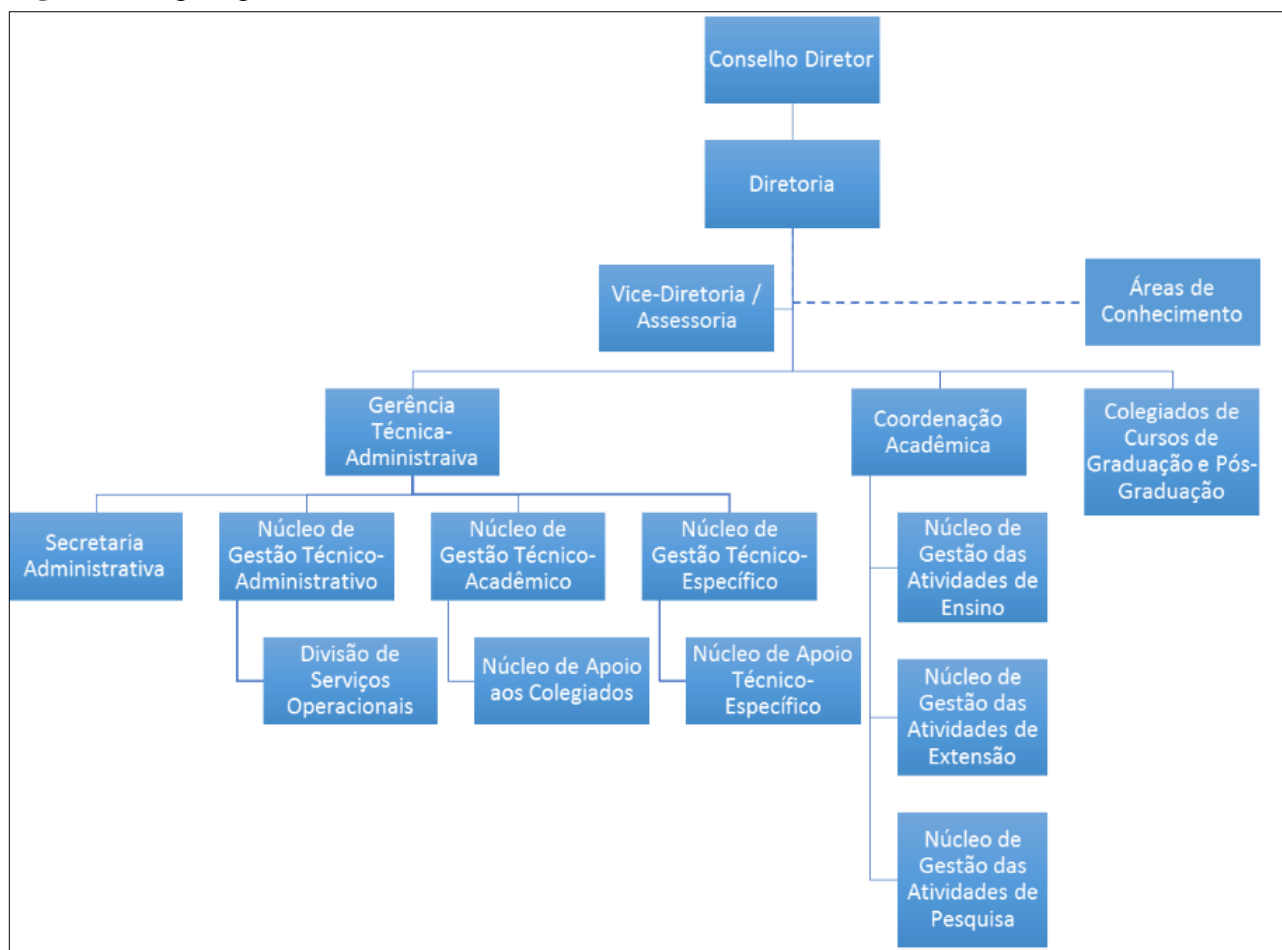 Conselho Diretor
Diretoria
Vice-Diretoria /
Assessoria
Áreas de
Conhecimento
Gerência
Técnica-
Administraiva
Coordenação
Acadêmica
Colegiados de
Cursos de
Graduação e Pós-
Graduação
Secretaria
Administrativa
Núcleo de
Gestão Técnico-
Administrativo
Núcleo de
Gestão Técnico-
Acadêmico
Núcleo de
Gestão Técnico-
Específico
Núcleo de
Gestão das
Atividades de
Ensino
Divisão de
Serviços
Operacionais
Núcleo de Apoio
aos Colegiados
Núcleo de Apoio
Técnico-
Específico
Núcleo de
Gestão das
Atividades de
Extensão
Núcleo de
Gestão das
Atividades de
Pesquisa